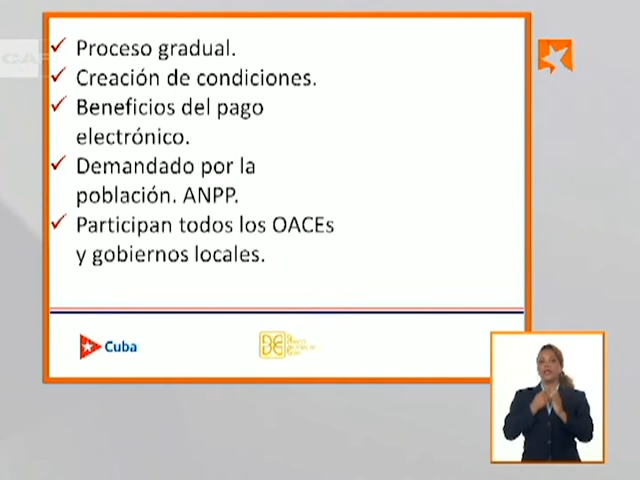 Proceso gradual.
Creación de condiciones.
Beneficios del pago
electrónico.
Demandado por la
población. ANPP.
Participan todos los OACEs
y gobiernos locales.
Cuba